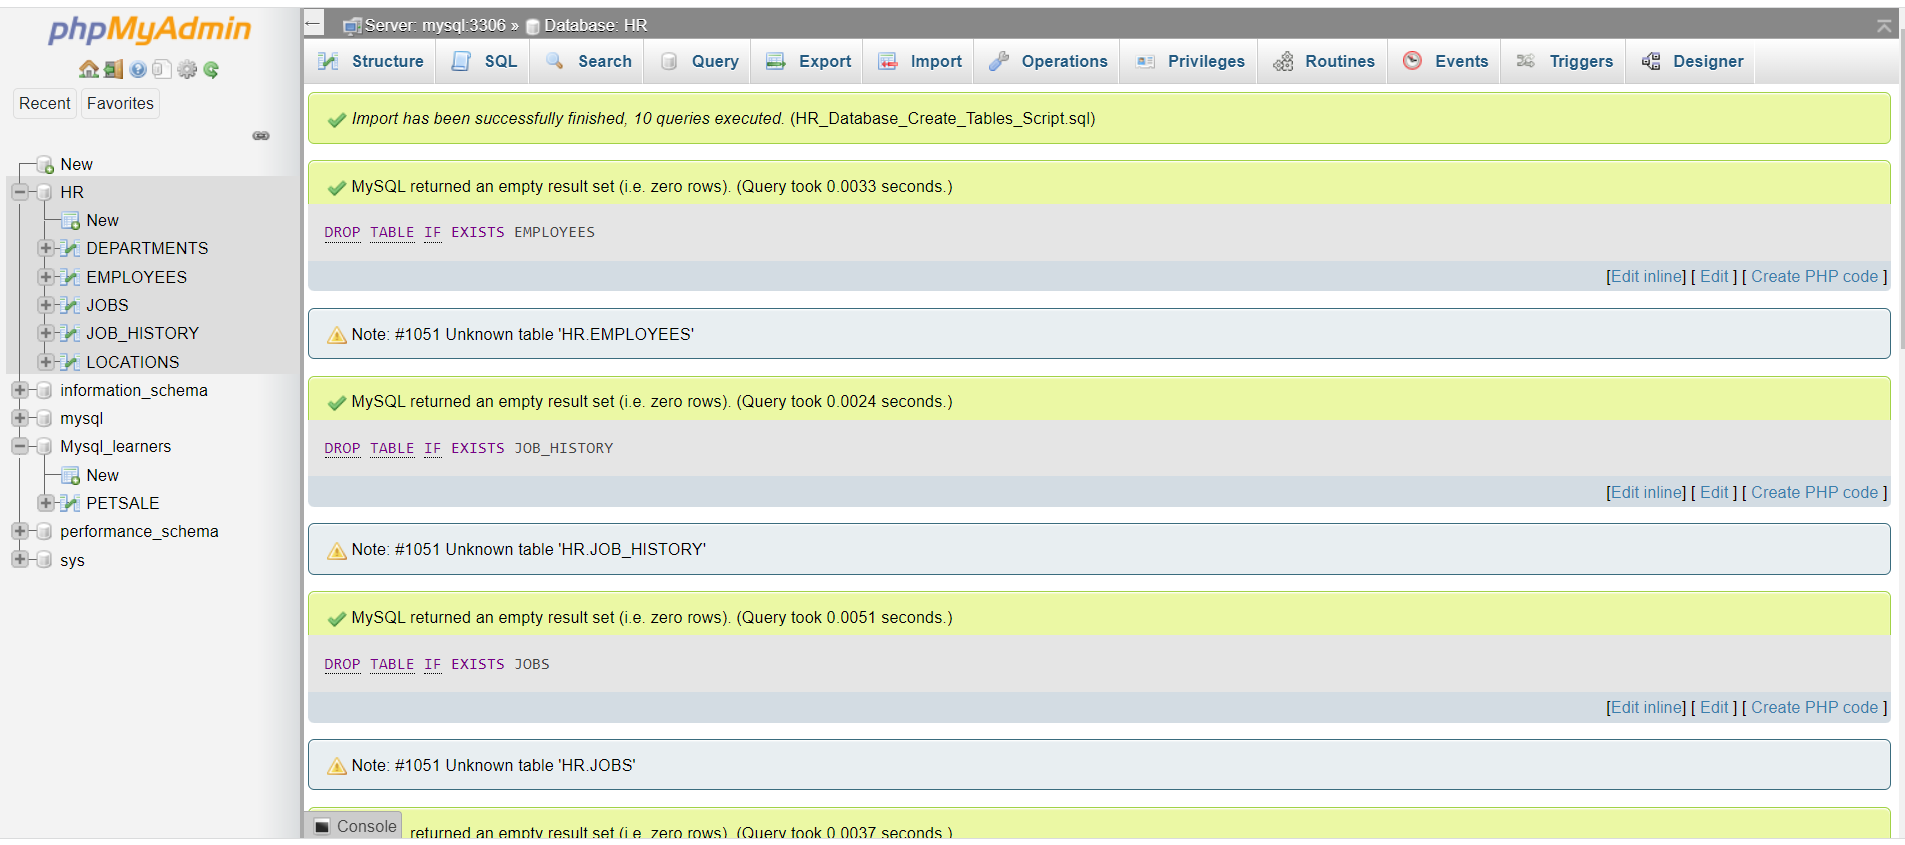 phpMyAdmin
Recent Favorites
New
HR
New
DEPARTMENTS
EMPLOYEES
JOBS
JOB_HISTORY
LOCATIONS
information_schema
mysql
Mysql_learners
New
PETSALE
performance_schema
sys
Server: mysql:3306 » Database: HR
Structure SQL Search Query Export Import Operations Privileges Routines Events Triggers Designer
Import has been successfully finished, 10 queries executed. (HR_Database_Create_Tables_Script.sql)
MySQL returned an empty result set (i.e. zero rows). (Query took 0.0033 seconds.)
DROP TABLE IF EXISTS EMPLOYEES
[Edit inline] [ Edit ] [ Create PHP code ]
Note: #1051 Unknown table 'HR.EMPLOYEES'
MySQL returned an empty result set (i.e. zero rows). (Query took 0.0024 seconds.)
DROP TABLE IF EXISTS JOB_HISTORY
[Edit inline] [ Edit ] [ Create PHP code ]
Note: #1051 Unknown table 'HR.JOB_HISTORY'
MySQL returned an empty result set (i.e. zero rows). (Query took 0.0051 seconds.)
DROP TABLE IF EXISTS JOBS
[Edit inline] [ Edit ] [ Create PHP code ]
Note: #1051 Unknown table 'HR.JOBS'
Console returned an empty result set (i.e. zero rows). (Query took 0.0037 seconds.)